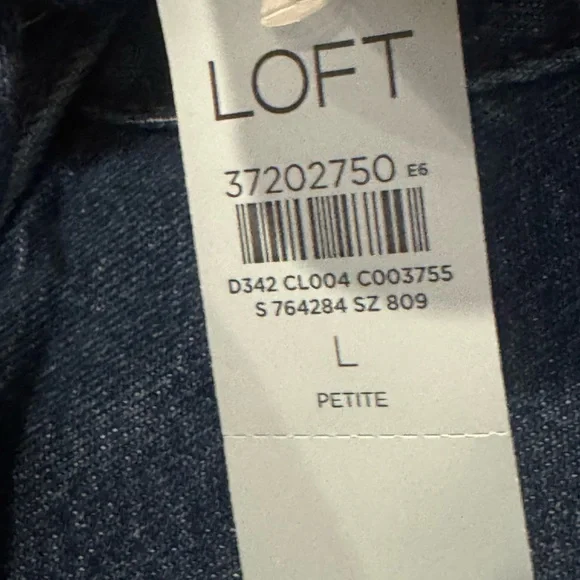 LOFT
37202750 E6
D342 CL004 C003755
S 764284 SZ 809
L
PETITE